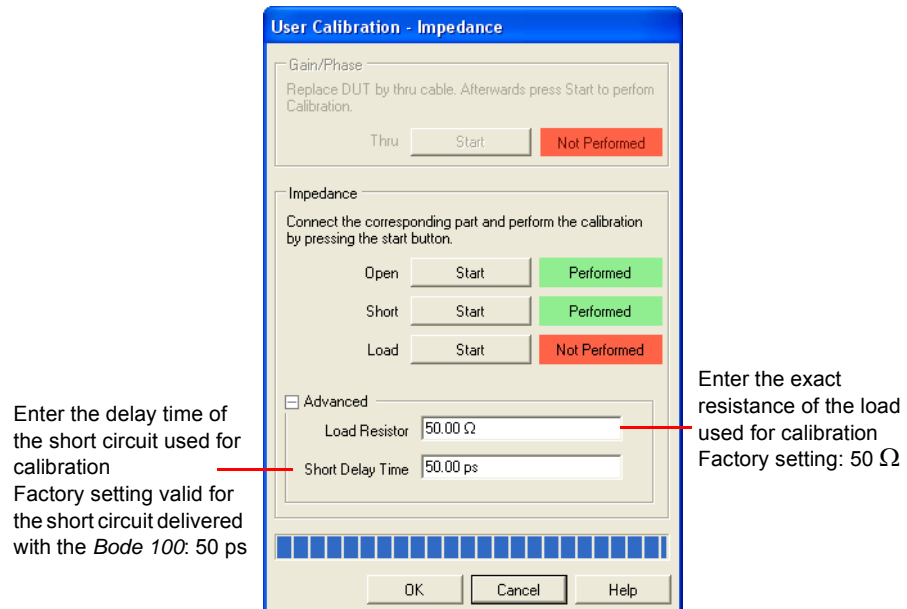 User Calibration - Impedance
Gain/Phase
Replace DUT by thru cable. Afterwards press Start to perfom
Calibration.
Thru Start Not Performed
Impedance
Connect the corresponding part and perform the calibration
by pressing the start button.
Open Start Performed
Short Start Performed
Load Start Not Performed
Advanced
Load Resistor 50.00 Ω
Short Delay Time 50.00 ps
OK Cancel Help
Enter the delay time of
the short circuit used for
calibration
Factory setting valid for
the short circuit delivered
with the Bode 100: 50 ps
Enter the exact
resistance of the load
used for calibration
Factory setting: 50 Ω